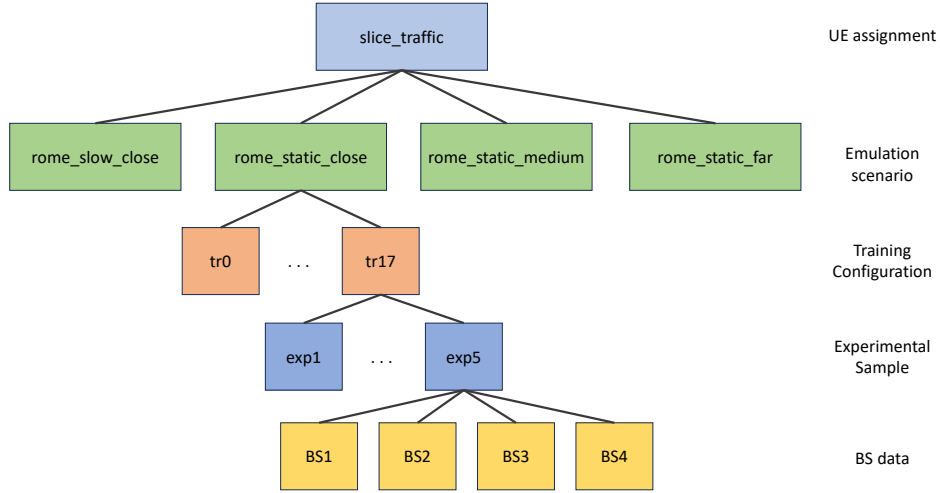 slice_traffic
UE assignment
rome_slow_close
rome_static_close
rome_static_medium
rome_static_far
Emulation
scenario
tr0
. . .
tr17
Training
Configuration
exp1
. . .
exp5
Experimental
Sample
BS1
BS2
BS3
BS4
BS data